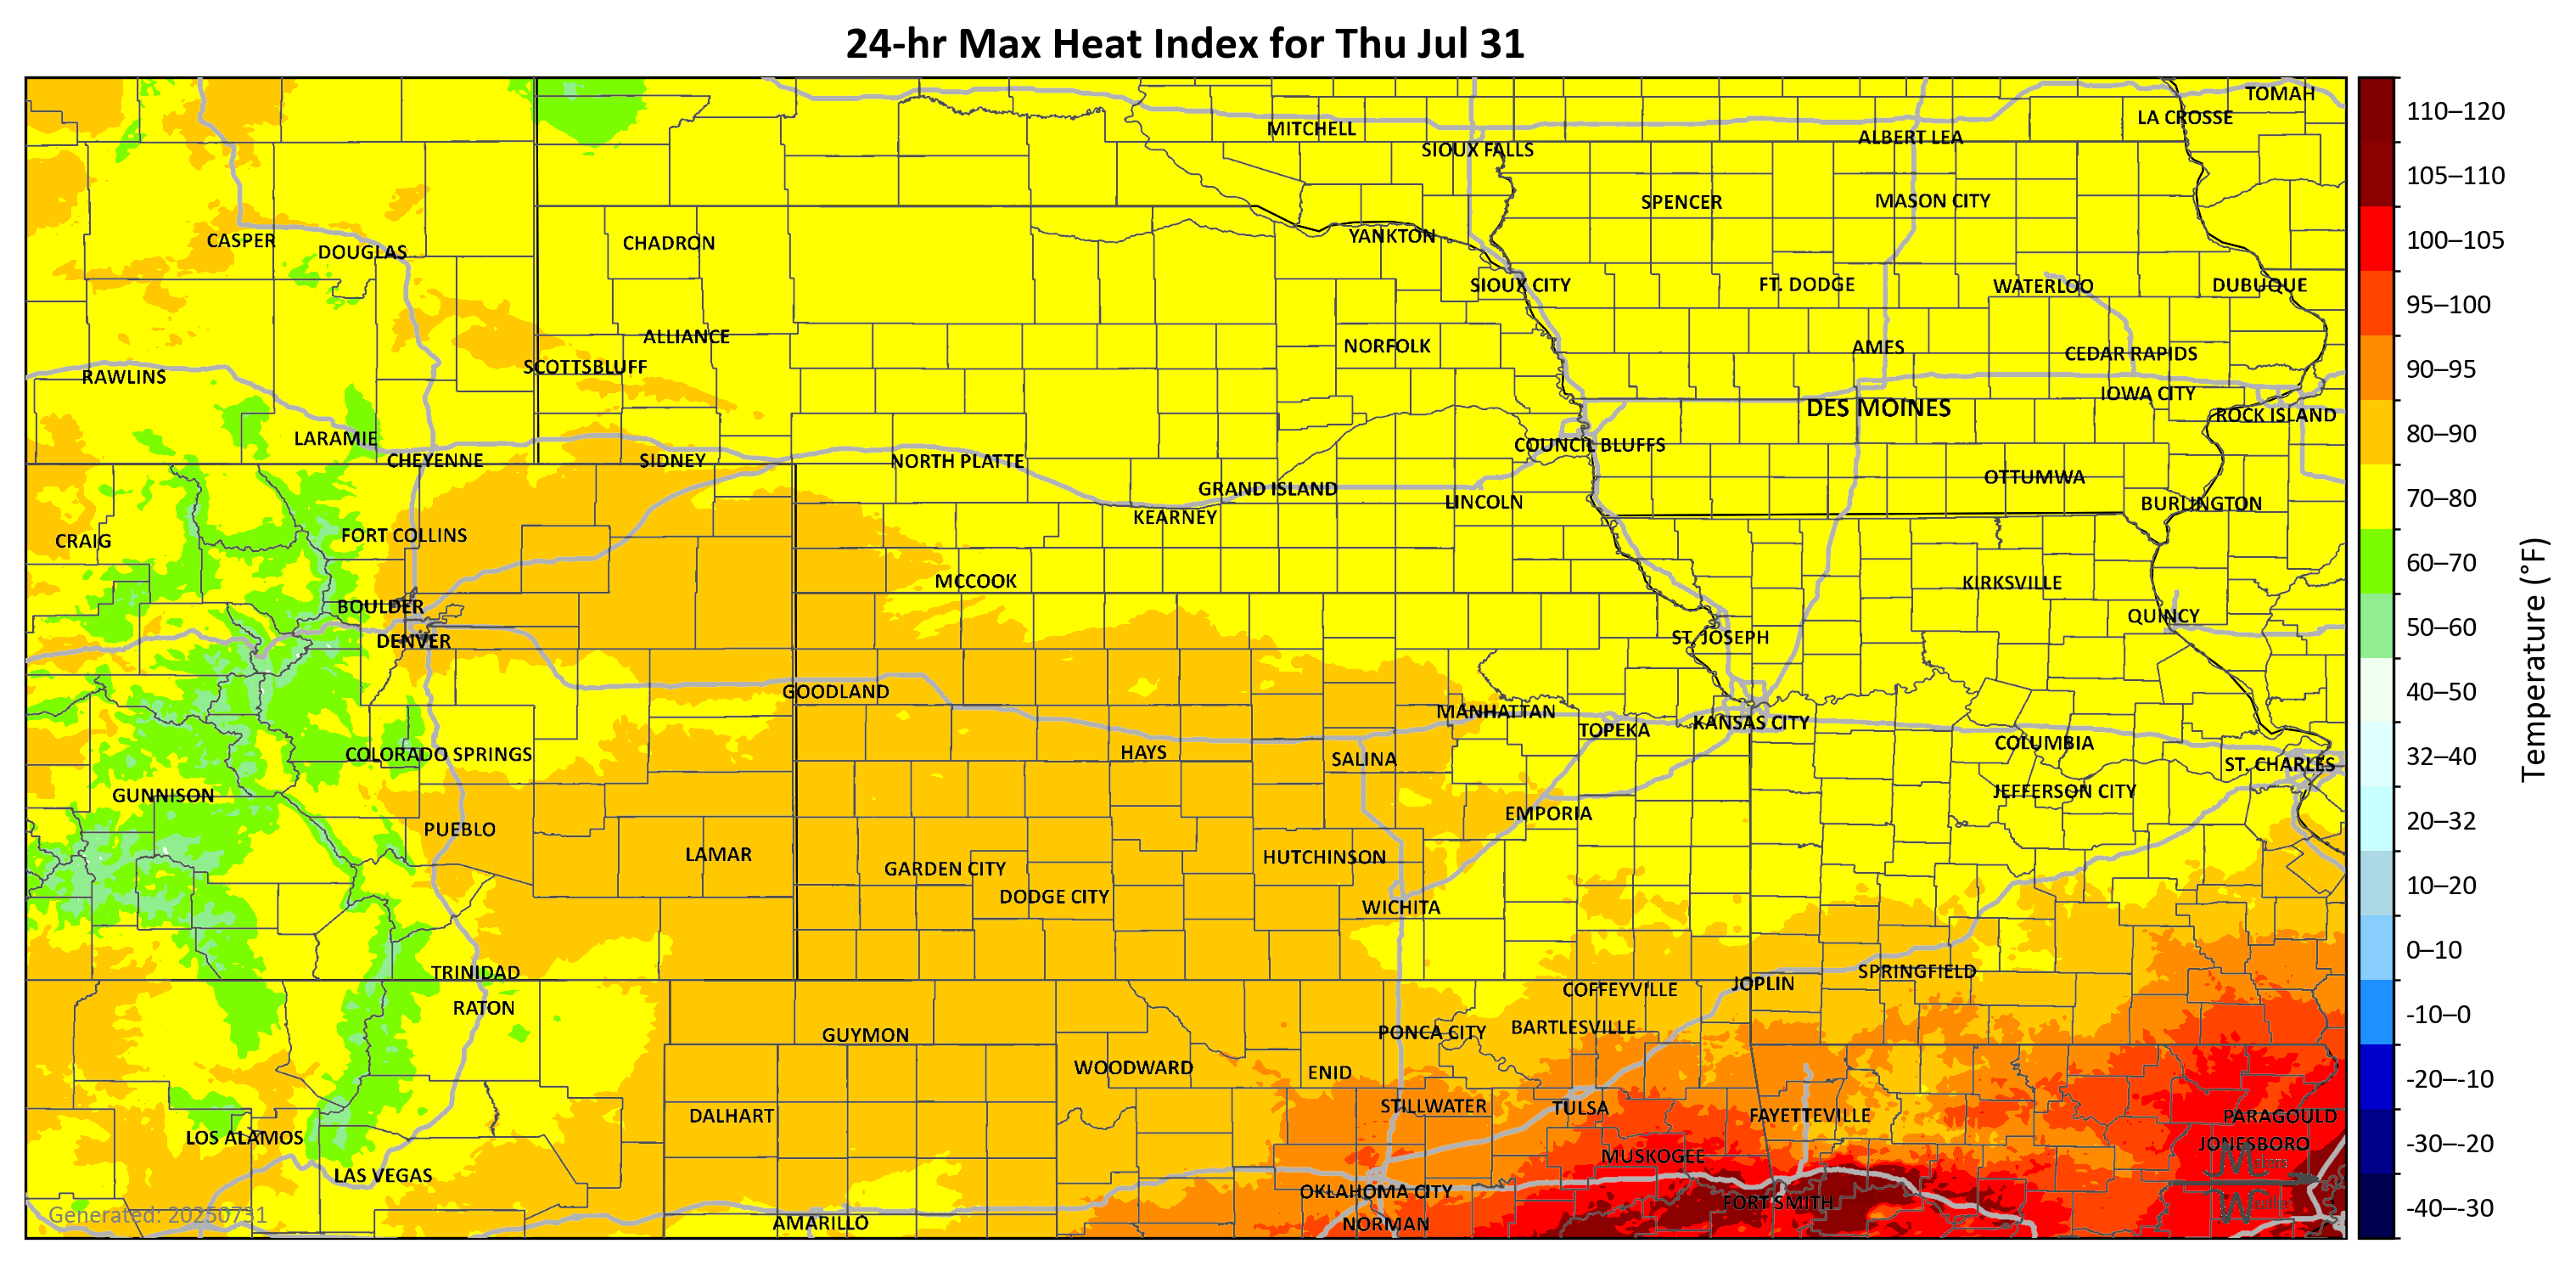 24-hr Max Heat Index for Thu Jul 31
TOMAH
LA CROSSE
MITCHELL
ALBERT LEA
SIOUX FALLS
SPENCER
MASON CITY
CASPER
DOUGLAS
CHADRON
YANKTON
SIOUX CITY
FT. DODGE
WATERLOO
DUBUQUE
ALLIANCE
NORFOLK
AMES
CEDAR RAPIDS
SCOTTSBLUFF
RAWLINS
IOWA CITY
DES MOINES
ROCK ISLAND
LARAMIE
COUNCIL BLUFFS
CHEYENNE
SIDNEY
NORTH PLATTE
OTTUMWA
GRAND ISLAND
LINCOLN
BURLINGTON
KEARNEY
FORT COLLINS
CRAIG
MCCOOK
KIRKSVILLE
BOULDER
QUINCY
DENVER
ST. JOSEPH
GOODLAND
MANHATTAN
TOPEKA
KANSAS CITY
COLUMBIA
COLORADO SPRINGS
HAYS
SALINA
ST. CHARLES
GUNNISON
JEFFERSON CITY
EMPORIA
PUEBLO
LAMAR
HUTCHINSON
GARDEN CITY
DODGE CITY
WICHITA
TRINIDAD
SPRINGFIELD
JOPLIN
COFFEYVILLE
RATON
GUYMON
PONCA CITY
BARTLESVILLE
WOODWARD
ENID
STILLWATER
TULSA
DALHART
FAYETTEVILLE
PARAGOULD
LOS ALAMOS
JONESBORO
MUSKOGEE
LAS VEGAS
OKLAHOMA CITY
FORT SMITH
AMARILLO
NORMAN
Generated: 20250731
110–120
105–110
100–105
95–100
90–95
80–90
70–80
60–70
50–60
40–50
32–40
20–32
10–20
0–10
-10–0
-20–-10
-30–-20
-40–-30
Temperature (°F)